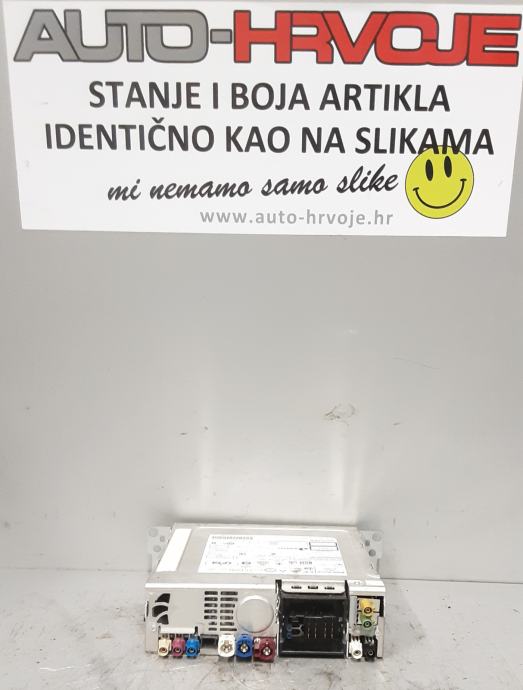 AUTO-HRVOJE
STANJE I BOJA ARTIKLA
IDENTIČNO KAO NA SLIKAMA
mi nemamo samo slike
www.auto-hrvoje.hr